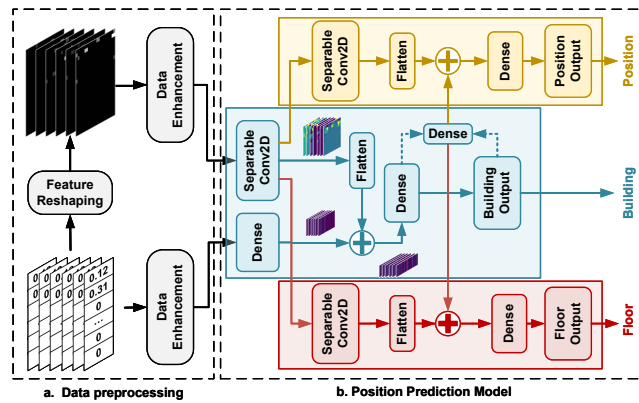 Data
Enhancement
Feature
Reshaping
0 0 0 0 0 0.12
0 0 0 0 0 0.31
0
0
...
0
0
Data
Enhancement
a. Data preprocessing
Separable
Conv2D
Flatten
Dense
Position
Output
Position
Separable
Conv2D
Flatten
Dense
Dense
Dense
Building
Output
Building
Separable
Conv2D
Flatten
Dense
Floor
Output
Floor
b. Position Prediction Model